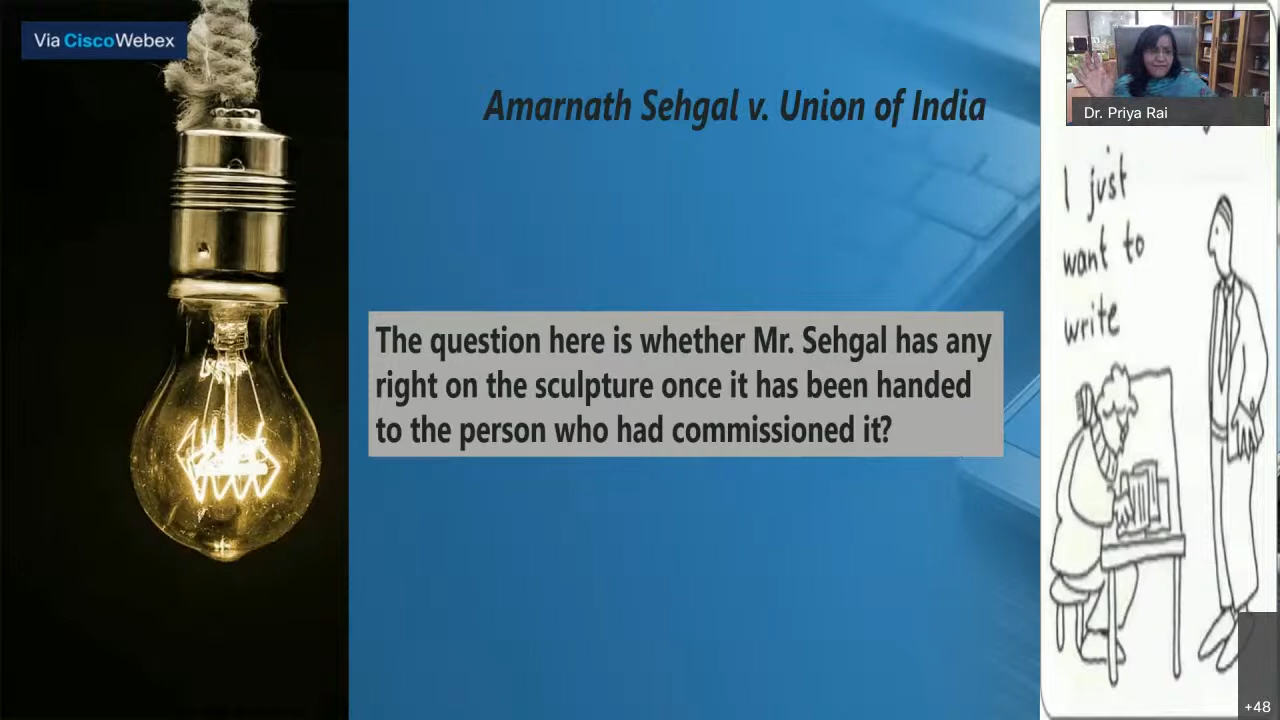 Via Cisco Webex
Amarnath Sehgal v. Union of India
Dr. Priya Rai
I just
want to
write
The question here is whether Mr. Sehgal has any
right on the sculpture once it has been handed
to the person who had commissioned it?
+48